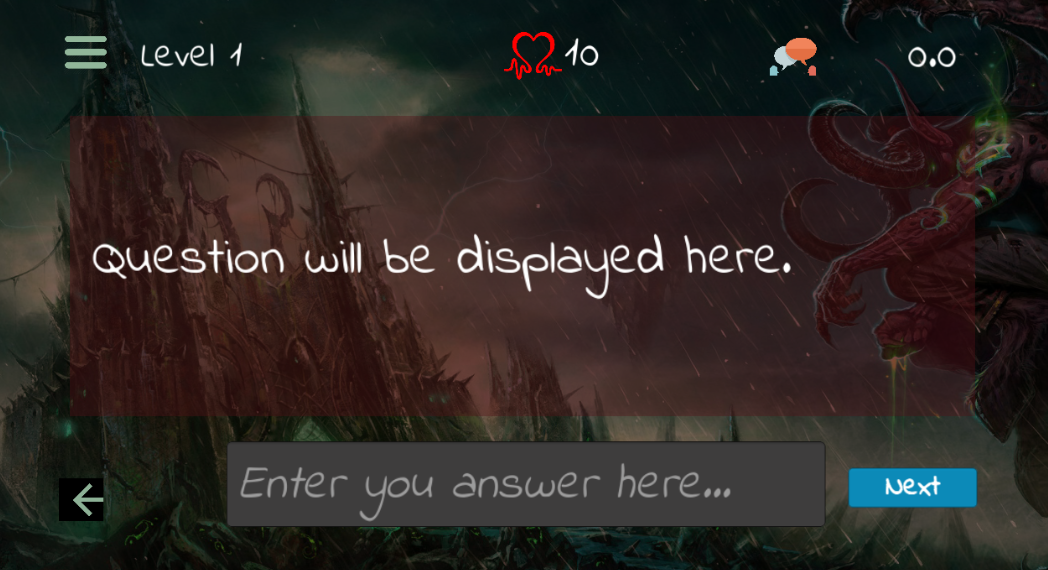 Level 1
10
0.0
Question will be displayed here.
Enter you answer here...
Next